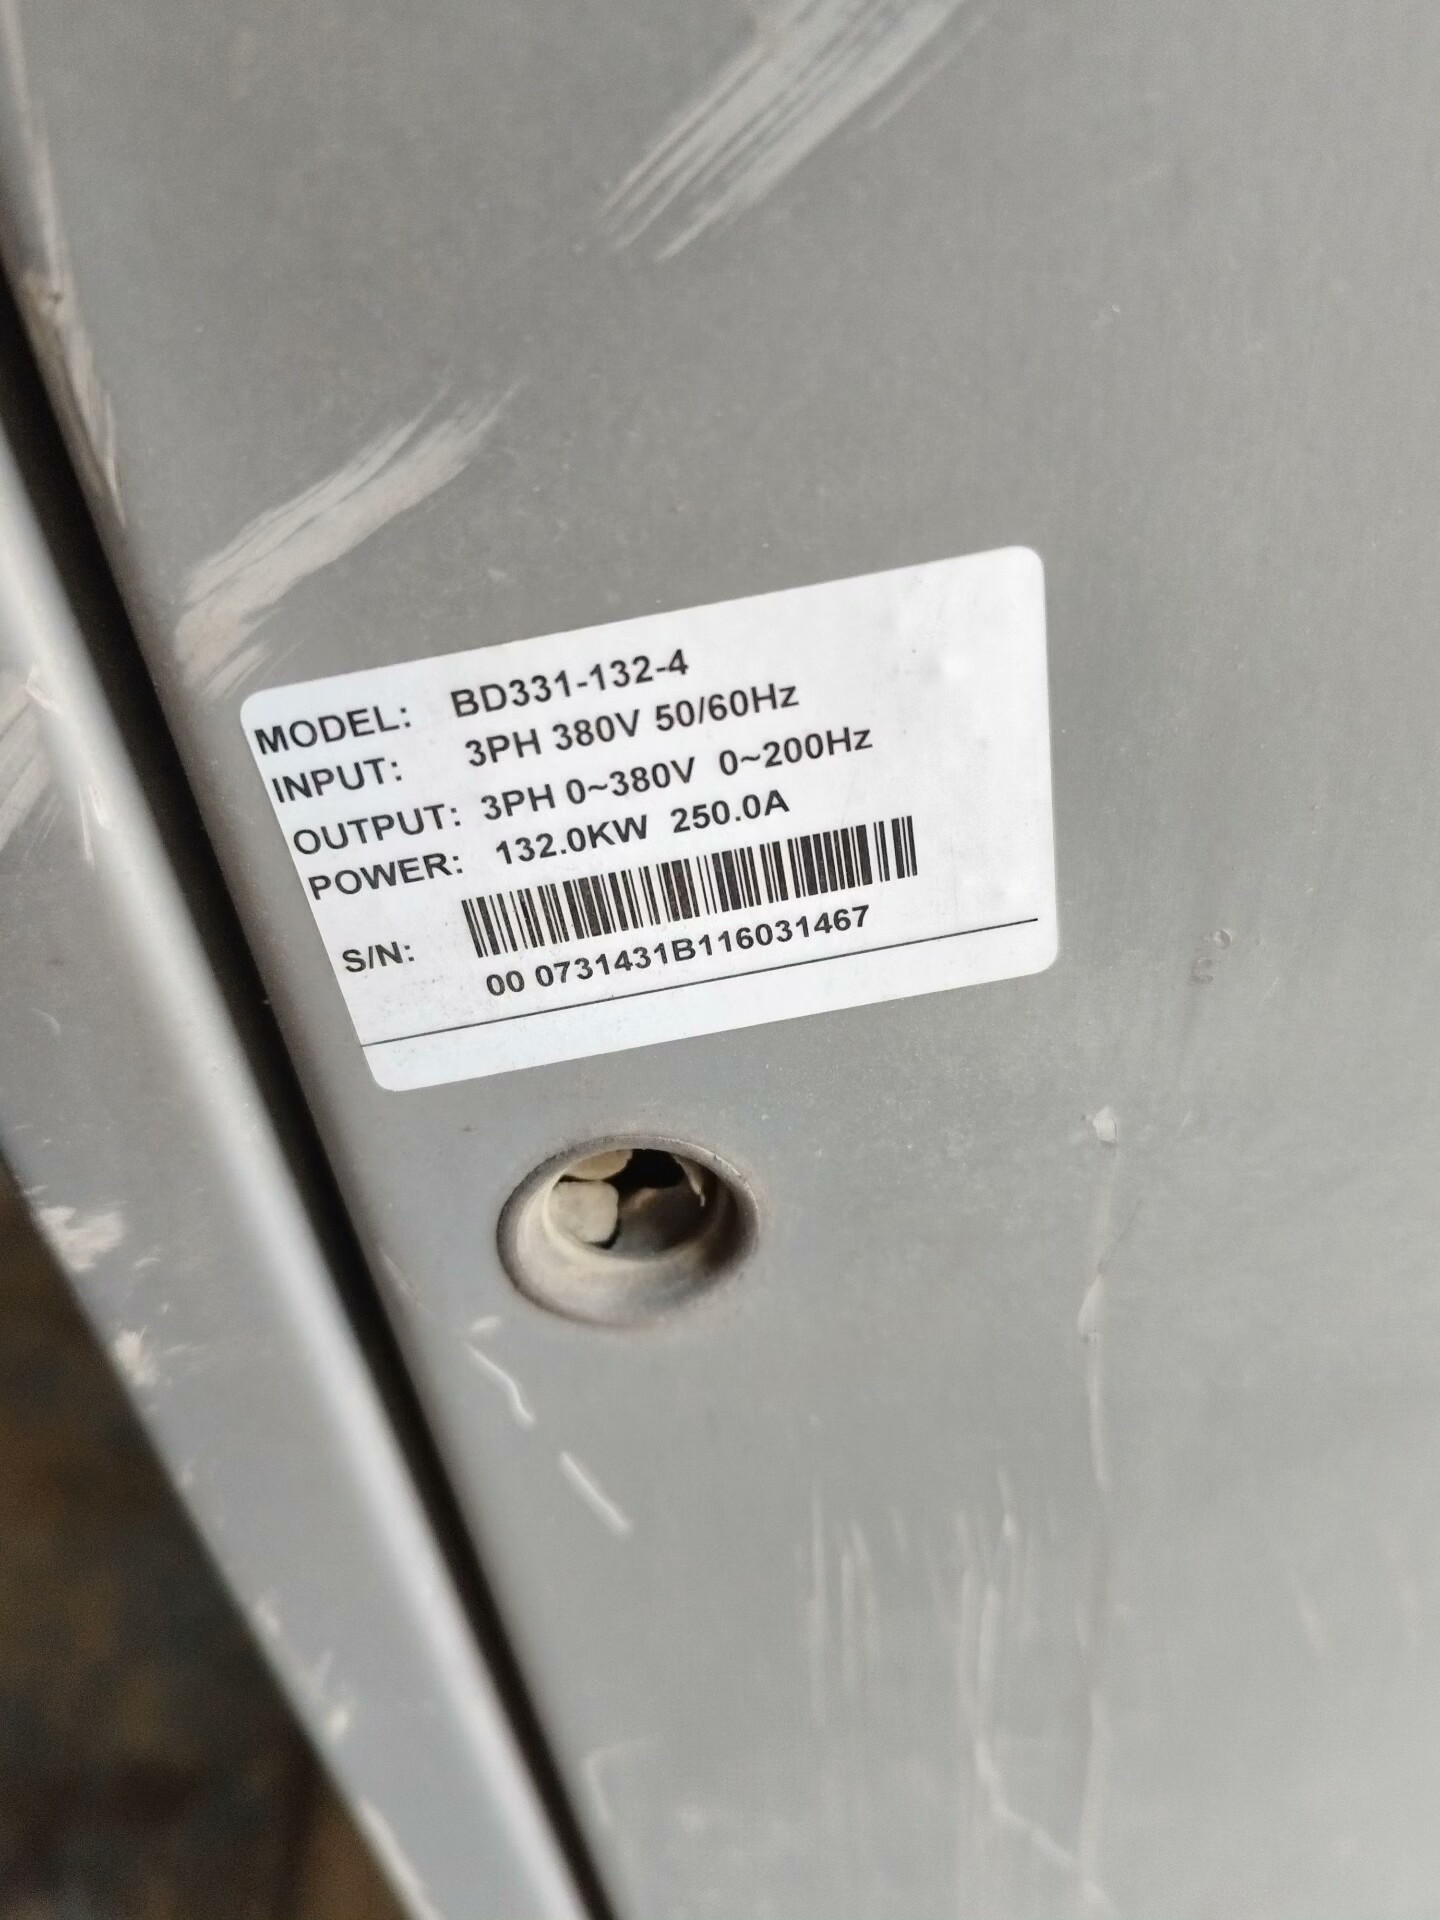 MODEL: BD331-132-4
INPUT: 3PH 380V 50/60Hz
OUTPUT: 3PH 0~380V 0~200Hz
POWER: 132.0KW 250.0A
S/N:
00 0731431B116031467